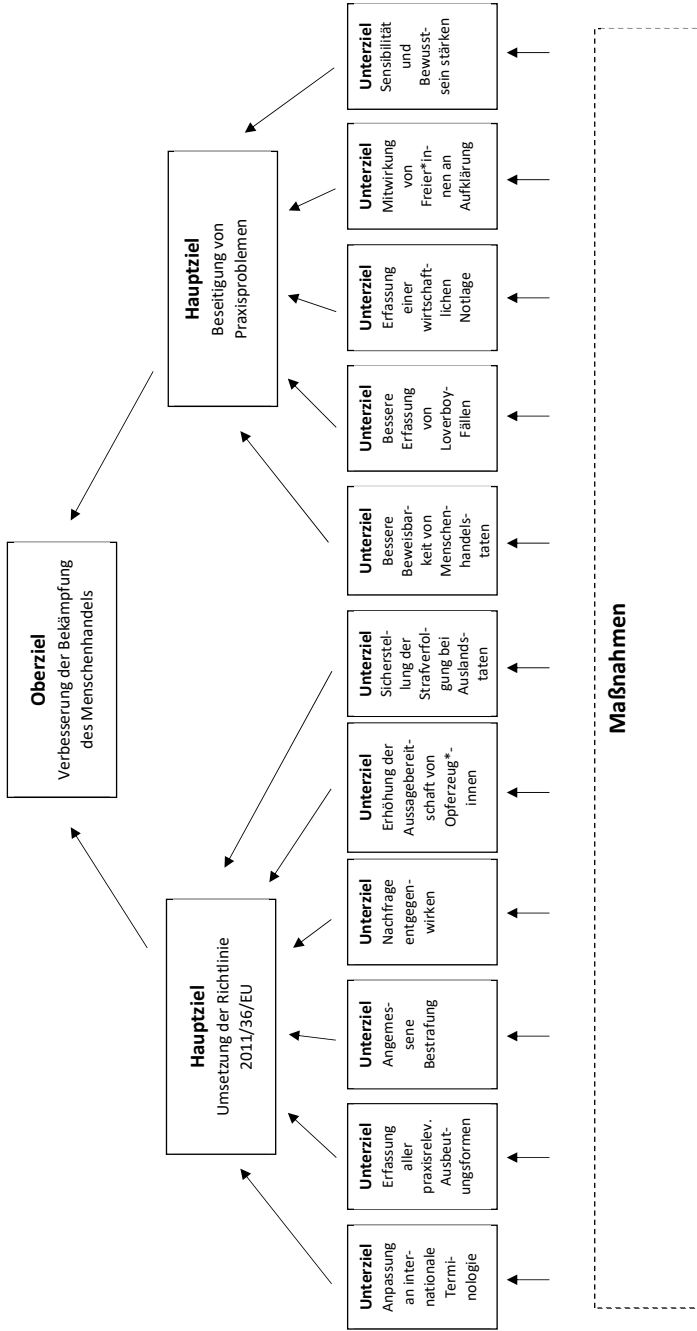 Oberziel
Verbesserung der Bekämpfung
des Menschenhandels
Hauptziel
Umsetzung der Richtlinie
2011/36/EU
Hauptziel
Beseitigung von
Praxisproblemen
Unterziel
Anpassung
an inter-
nationale
Termi-
nologie
Unterziel
Erfassung
aller
praxisrelev.
Ausbeut-
ungsformen
Unterziel
Angemes-
sene
Bestrafung
Unterziel
Nachfrage
entgegen-
wirken
Unterziel
Erhöhung der
Aussagebereit-
schaft von
Opferzeug*-
innen
Unterziel
Sicherstel-
lung der
Strafverfol-
gung bei
Auslands-
taten
Unterziel
Bessere
Beweisbar-
keit von
Menschen-
handels-
taten
Unterziel
Bessere
Erfassung
von
Loverboy-
Fällen
Unterziel
Erfassung
einer
wirtschaft-
lichen
Notlage
Unterziel
Mitwirkung
von
Freier*in-
nen an
Aufklärung
Unterziel
Sensibilität
und
Bewusst-
sein stärken
Maßnahmen